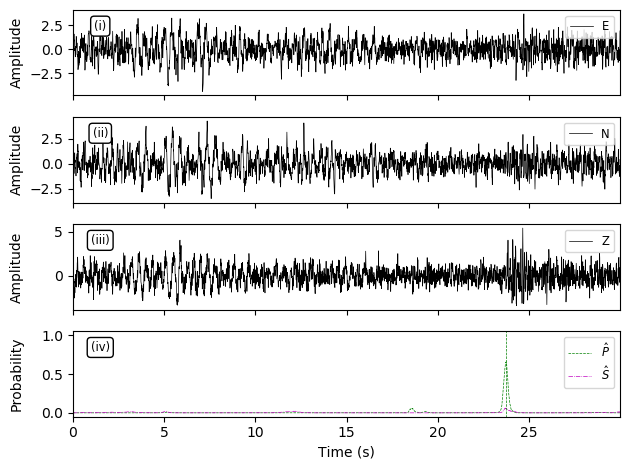 Amplitude
2.5
0.0
−2.5
(i)
E
Amplitude
2.5
0.0
−2.5
(ii)
N
Amplitude
5
0
(iii)
Z
Probability
1.0
0.5
0.0
(iv)
P̂
Ŝ
0 5 10 15 20 25
Time (s)